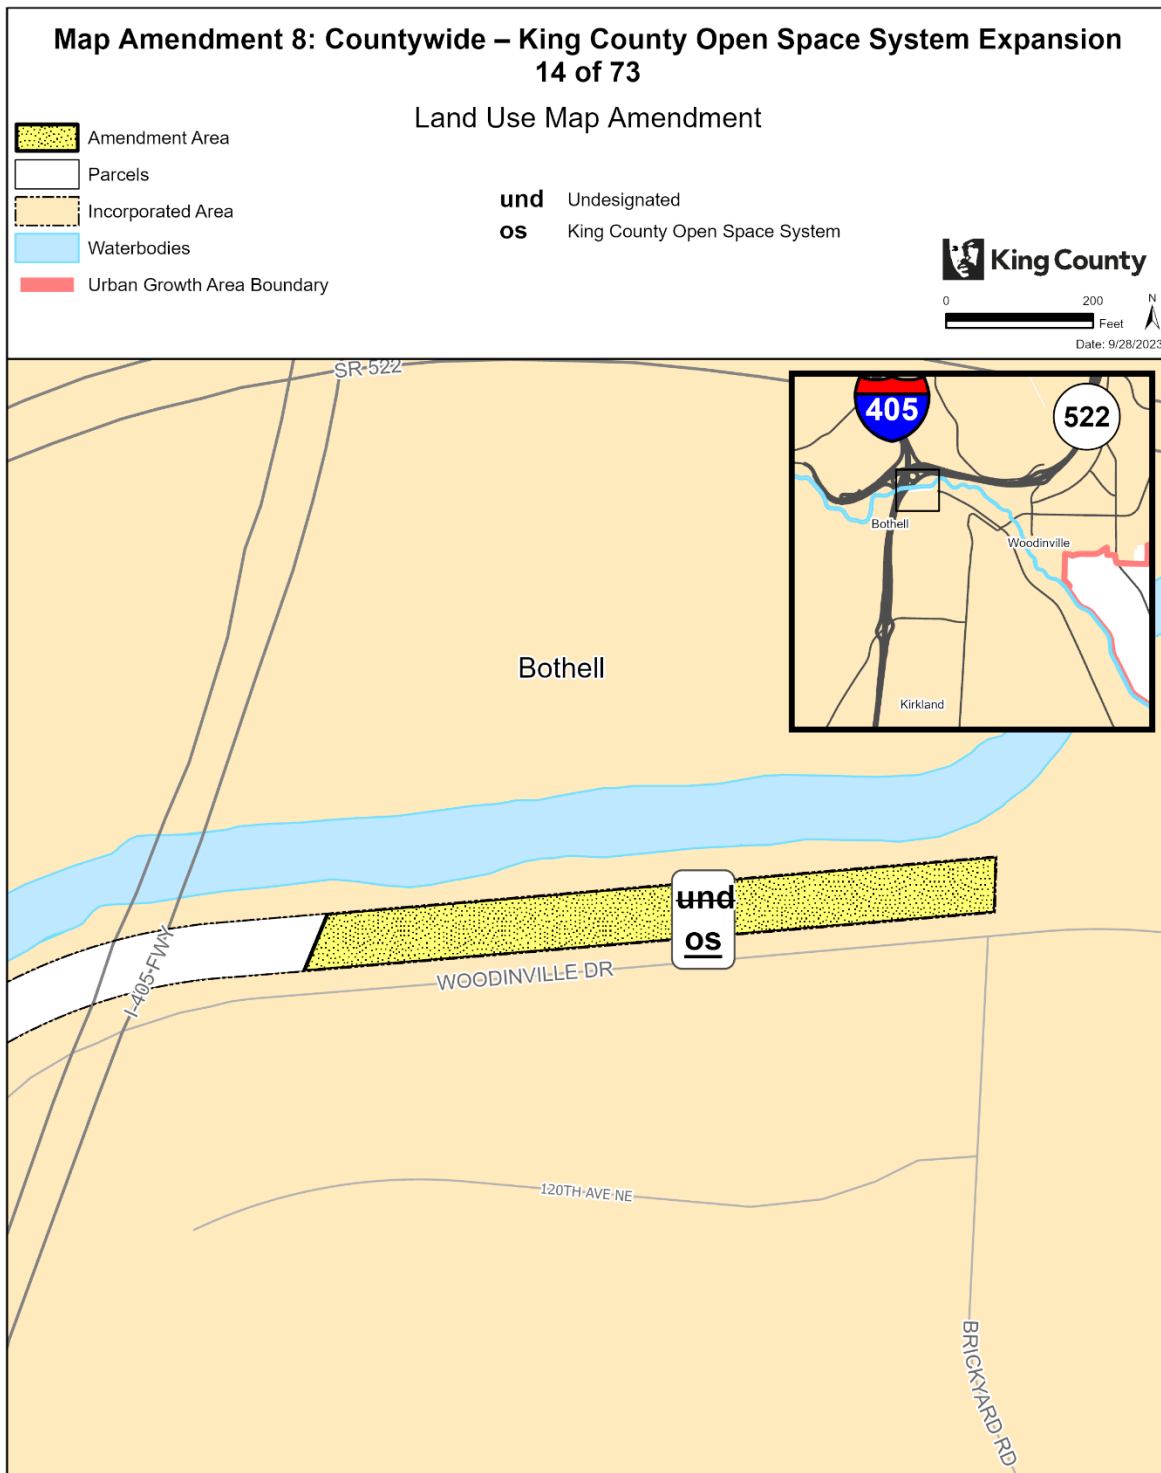 Map Amendment 8: Countywide – King County Open Space System Expansion
14 of 73
Land Use Map Amendment
Amendment Area
Parcels
Incorporated Area
Waterbodies
Urban Growth Area Boundary
und Undesignated
os King County Open Space System
King County
0 200
Feet
N
Date: 9/28/2023
SR 522
405
522
Bothell
Woodinville
Kirkland
Bothell
und
os
I-405 FWY
WOODINVILLE DR
120TH AVE NE
BRICKYARD RD